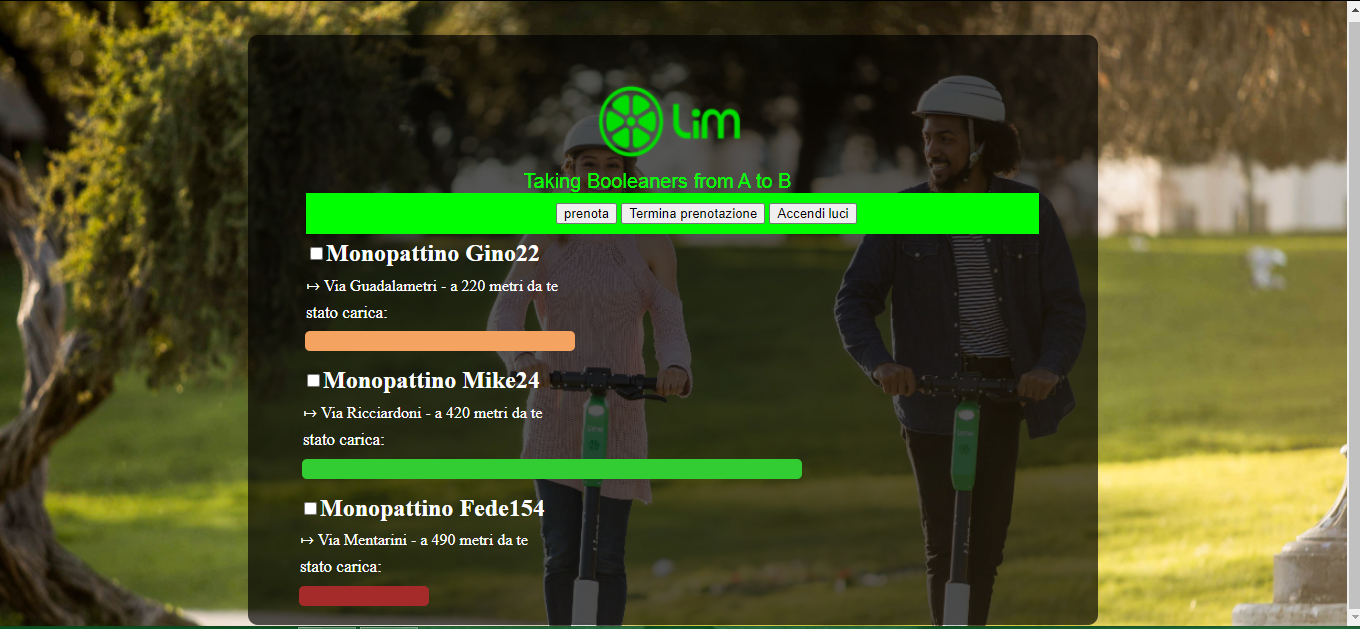 Lim
Taking Booleaners from A to B
prenota Termina prenotazione Accendi luci
Monopattino Gino22
↦ Via Guadalametri - a 220 metri da te
stato carica:
Monopattino Mike24
↦ Via Ricciardoni - a 420 metri da te
stato carica:
Monopattino Fede154
↦ Via Mentarini - a 490 metri da te
stato carica: